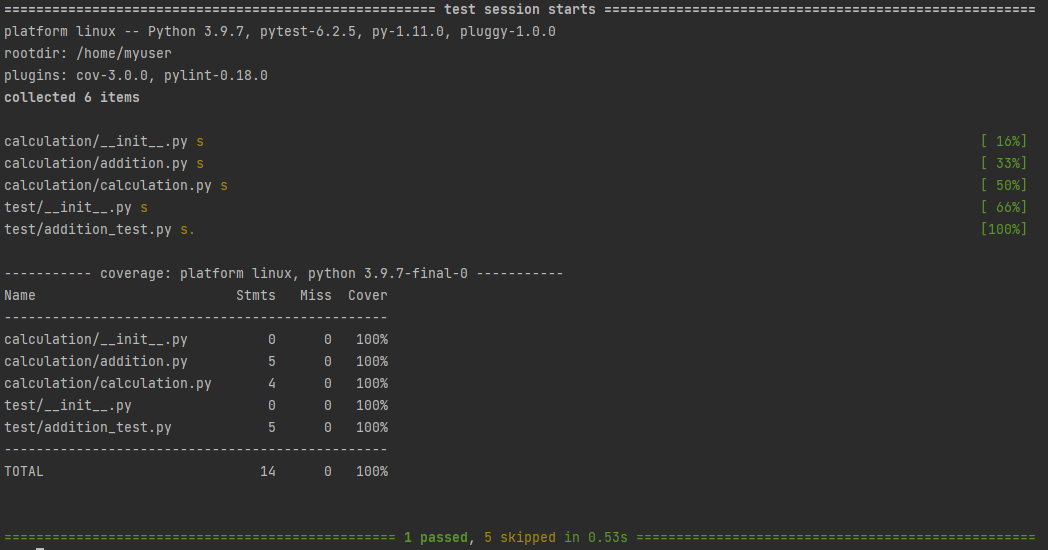 ====================================================== test session starts ======================================================
platform linux -- Python 3.9.7, pytest-6.2.5, py-1.11.0, pluggy-1.0.0
rootdir: /home/myuser
plugins: cov-3.0.0, pylint-0.18.0
collected 6 items
calculation/__init__.py s [ 16%]
calculation/addition.py s [ 33%]
calculation/calculation.py s [ 50%]
test/__init__.py s [ 66%]
test/addition_test.py s. [100%]
----------- coverage: platform linux, python 3.9.7-final-0 -----------
Name Stmts Miss Cover
------------------------------------------------
calculation/__init__.py 0 0 100%
calculation/addition.py 5 0 100%
calculation/calculation.py 4 0 100%
test/__init__.py 0 0 100%
test/addition_test.py 5 0 100%
------------------------------------------------
TOTAL 14 0 100%
================================================= 1 passed, 5 skipped in 0.53s ==================================================